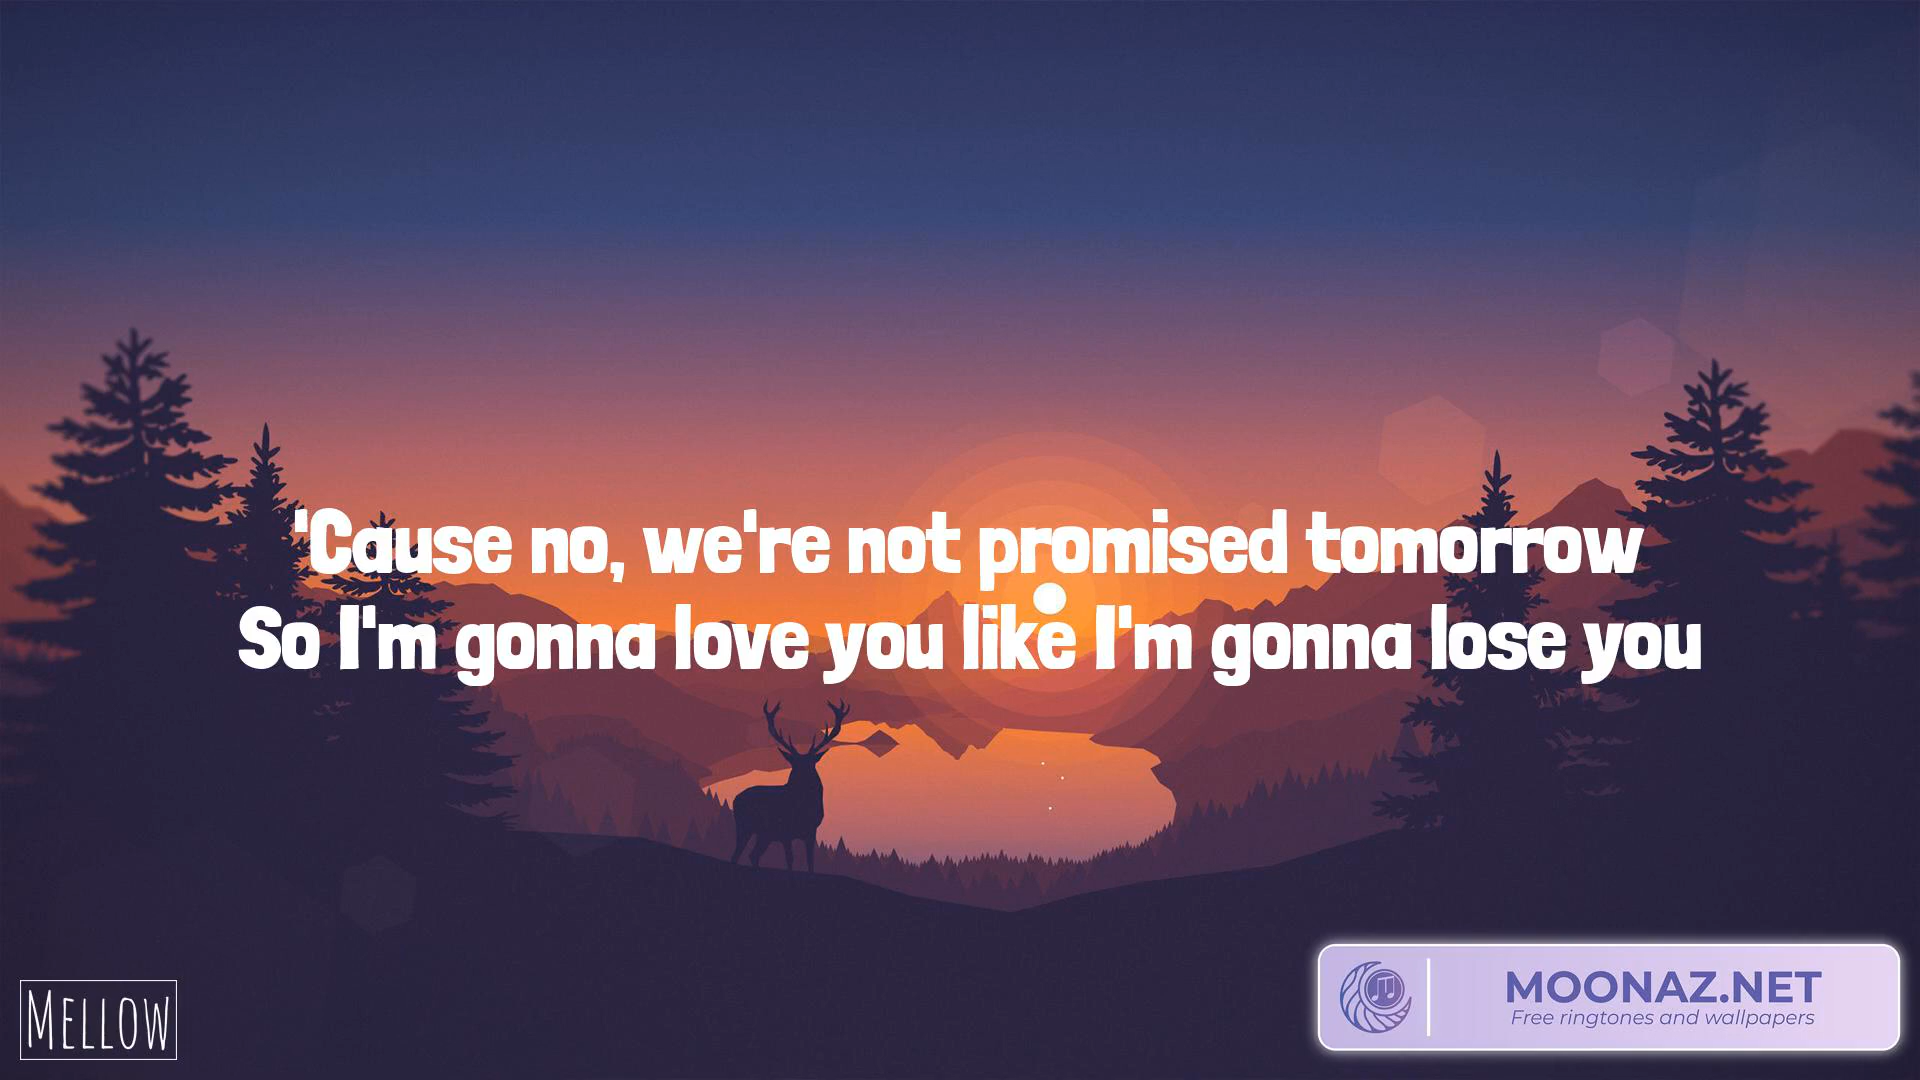 'Cause no, we're not promised tomorrow
So I'm gonna love you like I'm gonna lose you
MELLOW
MOONAZ.NET
Free ringtones and wallpapers